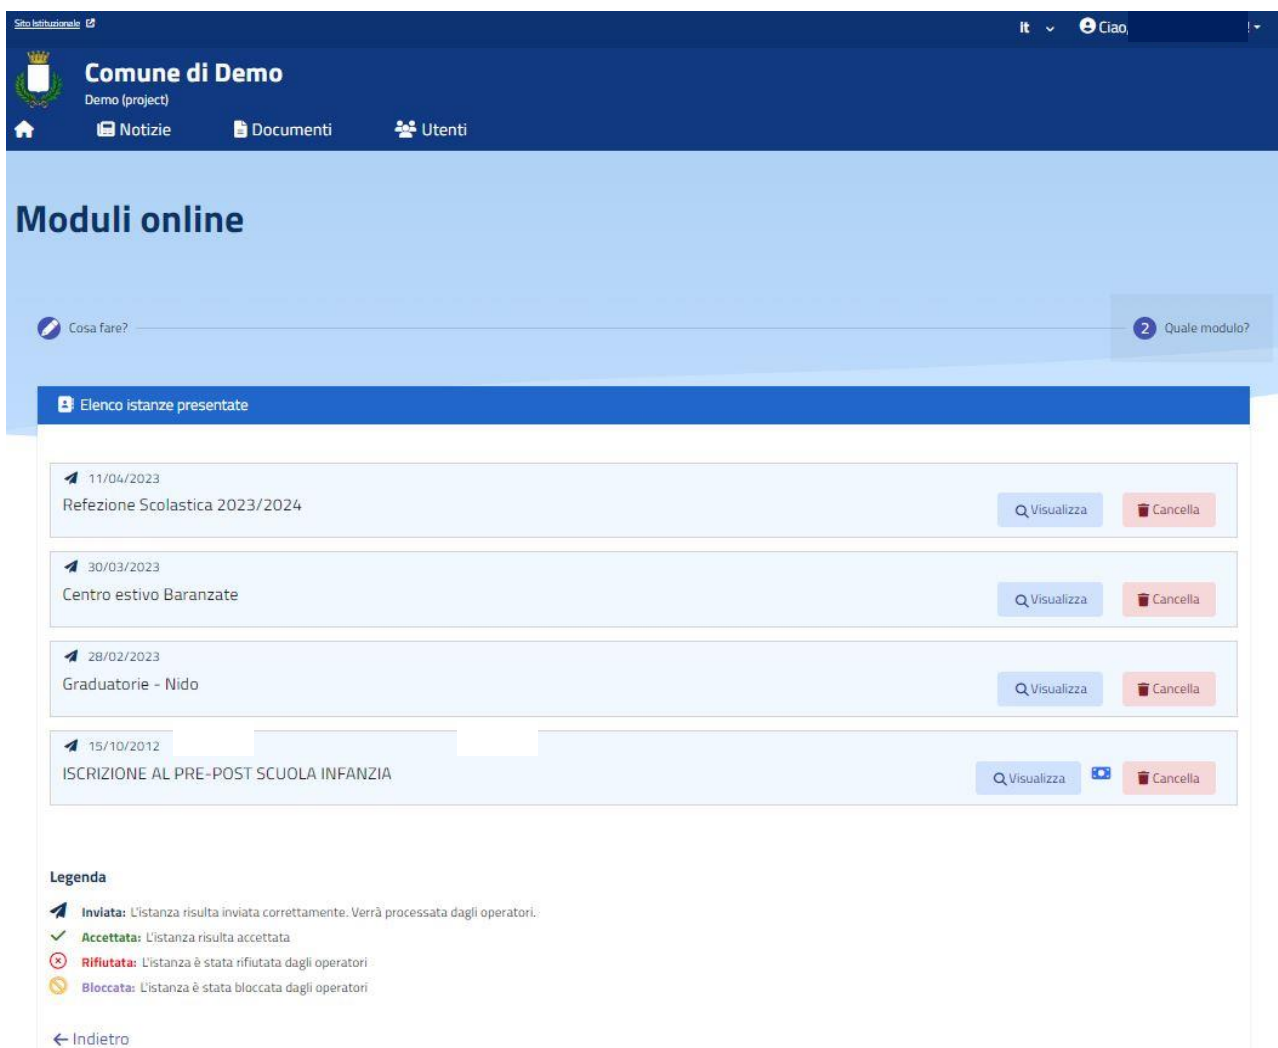 Sito Istituzionale
it
Ciao,
Comune di Demo
Demo (project)
Notizie Documenti Utenti
Moduli online
Cosa fare?
2 Quale modulo?
Elenco istanze presentate
11/04/2023
Refezione Scolastica 2023/2024
Visualizza Cancella
30/03/2023
Centro estivo Baranzate
Visualizza Cancella
28/02/2023
Graduatorie - Nido
Visualizza Cancella
15/10/2012
ISCRIZIONE AL PRE-POST SCUOLA INFANZIA
Visualizza Cancella
Legenda
Inviata: L'istanza risulta inviata correttamente. Verrà processata dagli operatori.
Accettata: L'istanza risulta accettata
Rifiutata: L'istanza è stata rifiutata dagli operatori
Bloccata: L'istanza è stata bloccata dagli operatori
Indietro